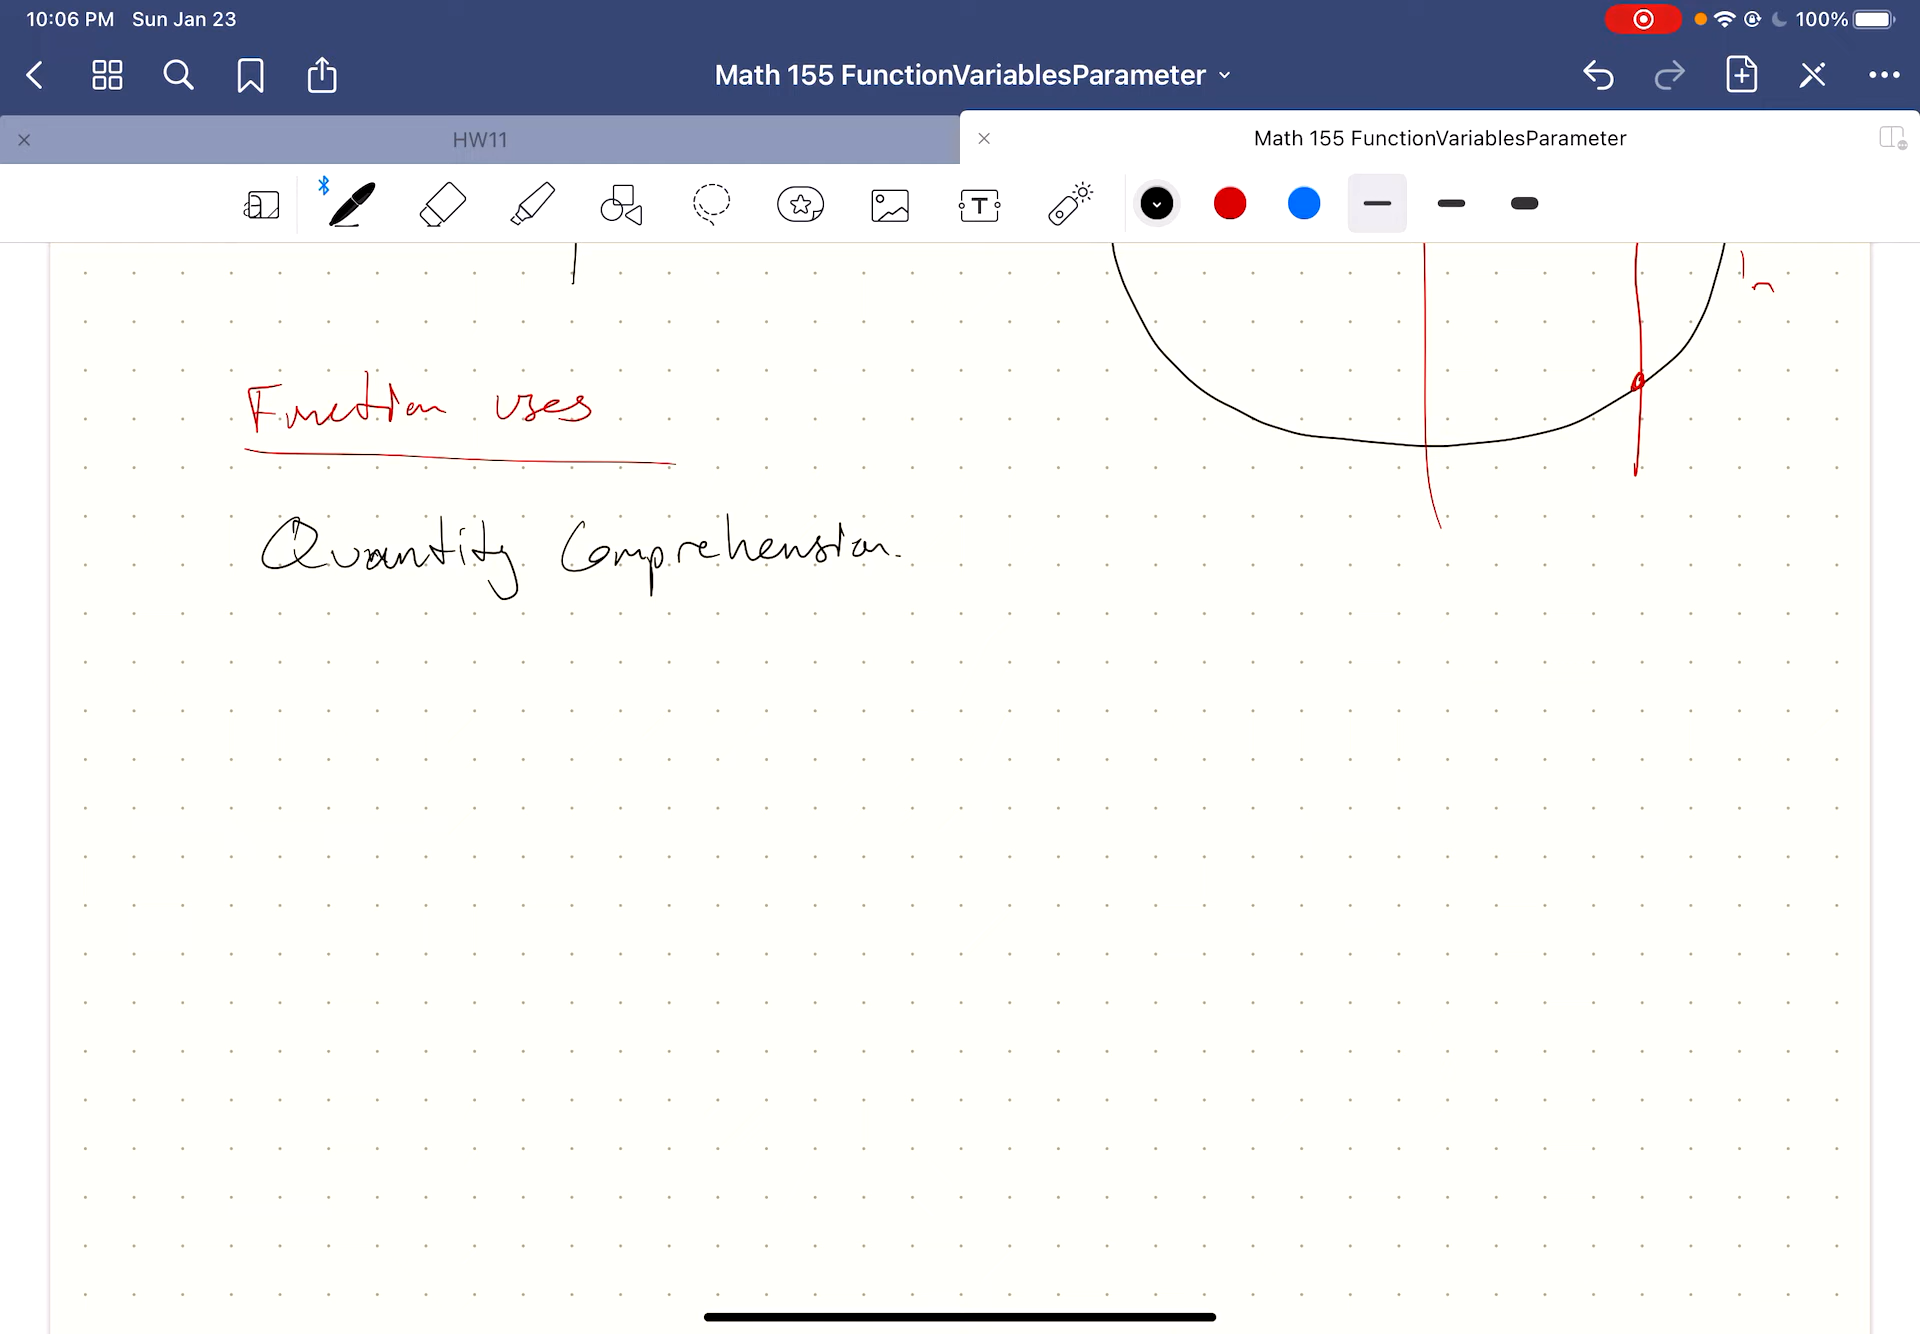 10:06 PM Sun Jan 23
100%
Math 155 FunctionVariablesParameter
HW11
Math 155 FunctionVariablesParameter
Function uses
Quantity Comprehension.